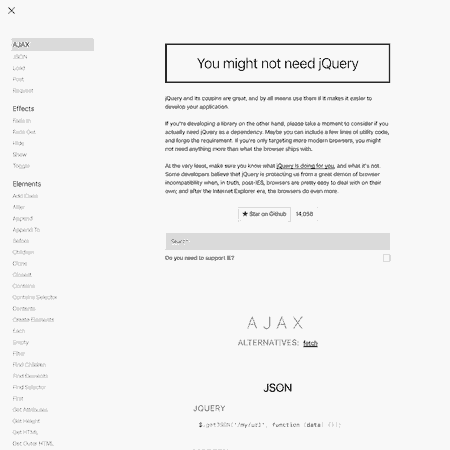 AJAX
JSON
Load
Post
Request
Effects
Fade In
Fade Out
Hide
Show
Toggle
Elements
Add Class
After
Append
Append To
Before
Children
Clone
Closest
Contains
Contains Selector
Contents
Create Elements
Each
Empty
Filter
Find Children
Find Elements
Find Selector
First
Get Attributes
Get Height
Get HTML
Get Outer HTML
You might not need jQuery
jQuery and its cousins are great, and by all means use them if it makes it easier to
develop your application.
If you're developing a library on the other hand, please take a moment to consider if you
actually need jQuery as a dependency. Maybe you can include a few lines of utility code,
and forgo the requirement. If you're only targeting more modern browsers, you might
not need anything more than what the browser ships with.
At the very least, make sure you know what jQuery is doing for you, and what it's not.
Some developers believe that jQuery is protecting us from a great demon of browser
incompatibility when, in truth, post-IE8, browsers are pretty easy to deal with on their
own; and after the Internet Explorer era, the browsers do even more.
★ Star on Github 14,058
Search
Do you need to support IE?
AJAX
ALTERNATIVES: fetch
JSON
JQUERY
$.getJSON('/my/url', function (data) {});